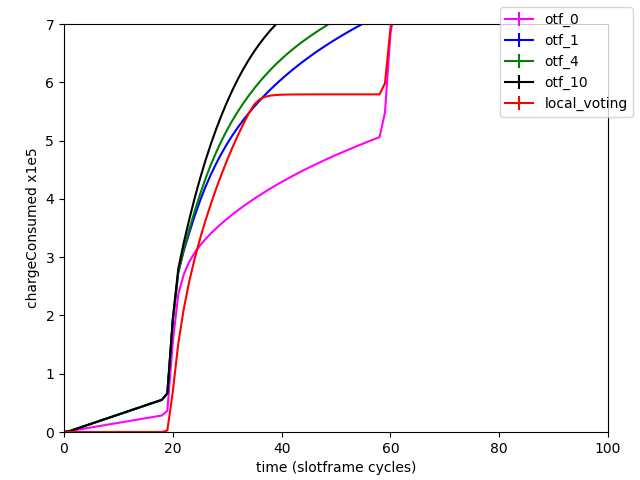 otf_0
otf_1
otf_4
otf_10
local_voting
chargeConsumed x1e5
7
6
5
4
3
2
1
0
0 20 40 60 80 100
time (slotframe cycles)